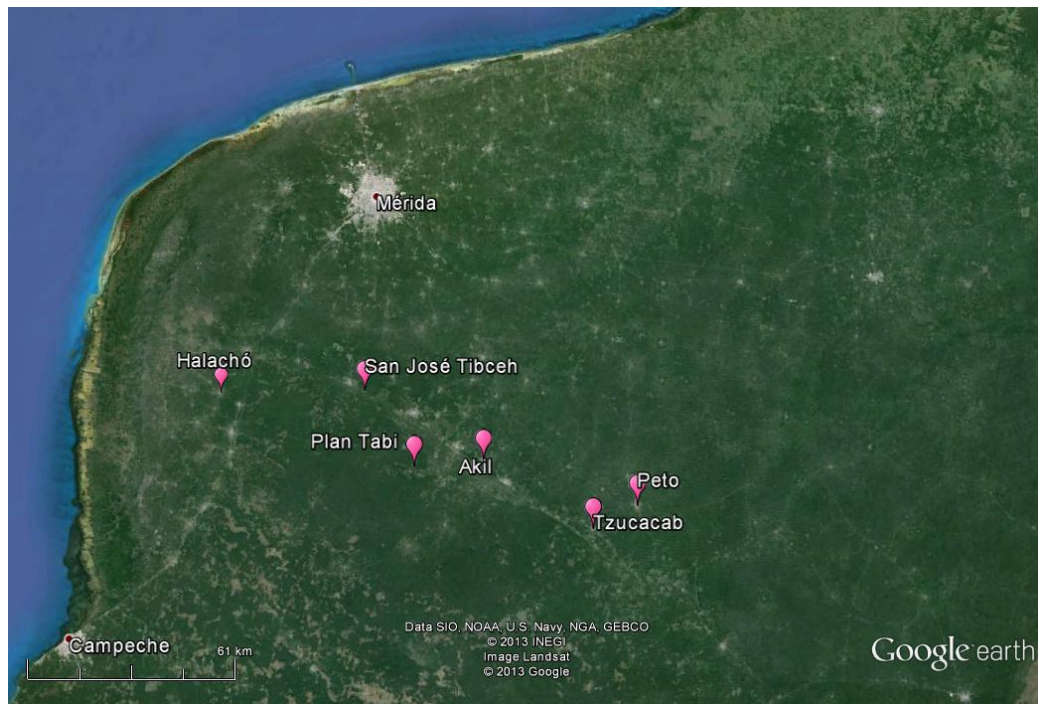 Mérida
Halachó
San José Tibceh
Plan Tabi
Akil
Peto
Tzucacab
Data SIO, NOAA, U.S. Navy, NGA, GEBCO
© 2013 INEGI
Image Landsat
© 2013 Google
Campeche
61 km
Google earth